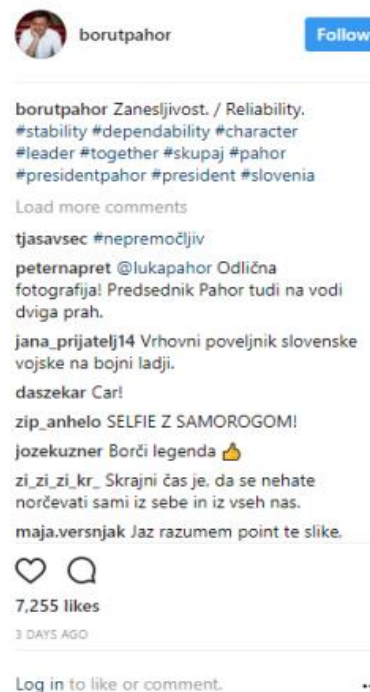 borutpahor
Follow
borutpahor Zanesljivost. / Reliability.
#stability #dependability #character
#leader #together #skupaj #pahor
#presidentpahor #president #slovenia
Load more comments
tjasavsec #nepremočljiv
peternapret @lukapahor Odlična
fotografija! Predsednik Pahor tudi na vodi
dviga prah.
jana_prijatelj14 Vrhovni poveljnik slovenske
vojske na bojni ladji.
daszekar Car!
zip_anhelo SELFIE Z SAMOROGOM!
jozekuzner Borči legenda 👍
zi_zi_zi_kr_ Skrajni čas je, da se nehate
norčevati sami iz sebe in iz vseh nas.
maja.versnjak Jaz razumem point te slike.
7,255 likes
3 DAYS AGO
Log in to like or comment.